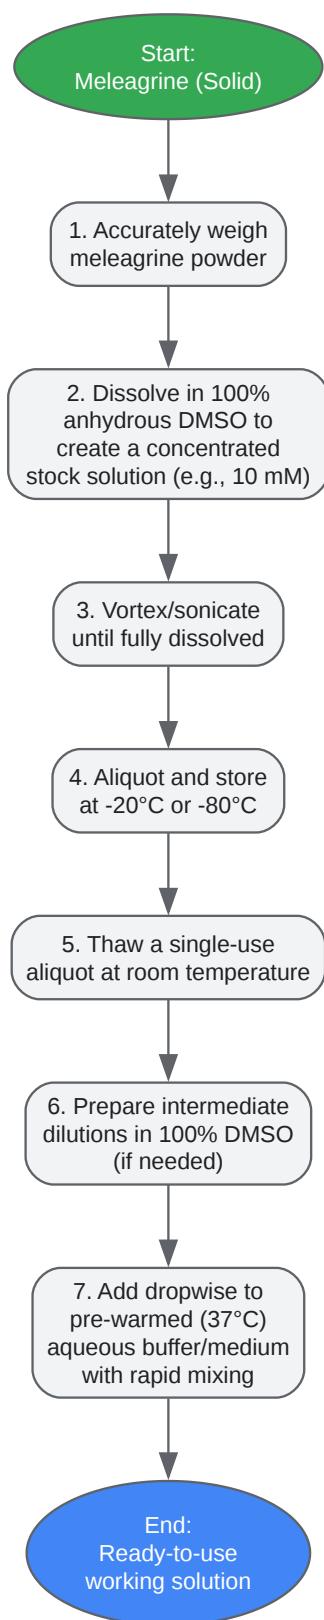 Start:
Meleagrine (Solid)
1. Accurately weigh
meleagrine powder
2. Dissolve in 100%
anhydrous DMSO to
create a concentrated
stock solution (e.g., 10 mM)
3. Vortex/sonicate
until fully dissolved
4. Aliquot and store
at -20°C or -80°C
5. Thaw a single-use
aliquot at room temperature
6. Prepare intermediate
dilutions in 100% DMSO
(if needed)
7. Add dropwise to
pre-warmed (37°C)
aqueous buffer/medium
with rapid mixing
End:
Ready-to-use
working solution